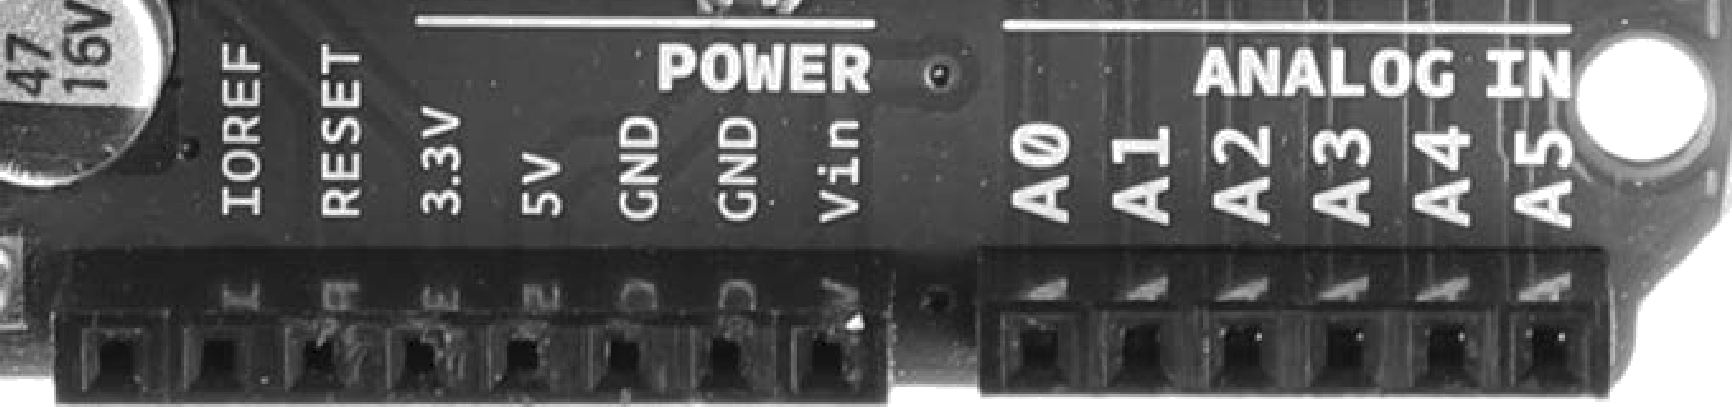 47
16V
POWER
ANALOG IN
IOREF
RESET
3.3V
5V
GND
GND
Vin
A0
A1
A2
A3
A4
A5